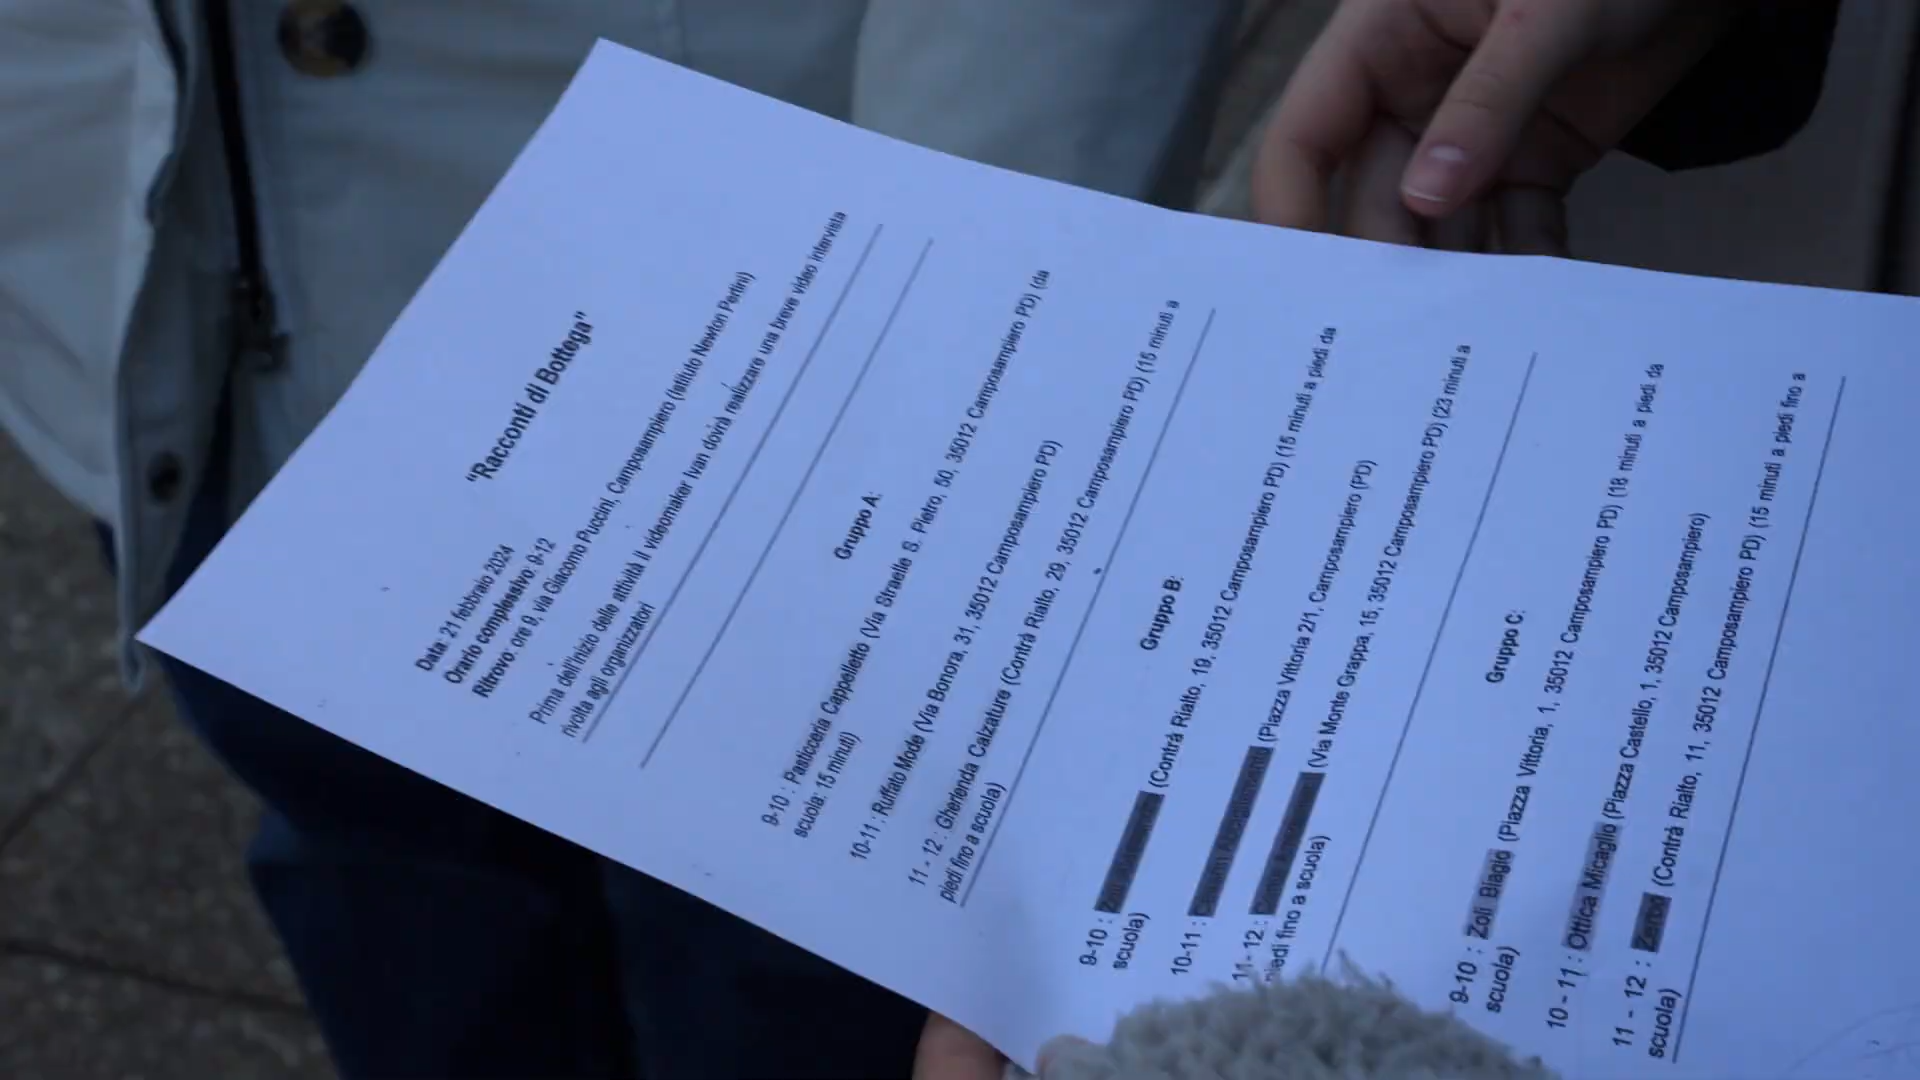 "Racconti di Bottega"
Data: 21 febbraio 2024
Orario complessivo: 9-12
Ritrovo: ore 9, via Giacomo Puccini, Camposampiero (Istituto Newton Pertini)
Prima dell'inizio delle attività il videomaker Ivan dovrà realizzare una breve video intervista
rivolta agli organizzatori
Gruppo A:
9-10 : Pasticceria Cappelletto (Via Straelle S. Pietro, 50, 35012 Camposampiero PD) (da
scuola: 15 minuti)
10-11 : Ruffato Mode (Via Bonora, 31, 35012 Camposampiero PD)
11 - 12 : Gherlenda Calzature (Contrà Rialto, 29, 35012 Camposampiero PD) (15 minuti a
piedi fino a scuola)
Gruppo B:
9-10 : (Contrà Rialto, 19, 35012 Camposampiero PD) (15 minuti a piedi da
scuola)
10-11 : (Piazza Vittoria 2/1, Camposampiero (PD)
11- 12 : (Via Monte Grappa, 15, 35012 Camposampiero PD) (23 minuti a
piedi fino a scuola)
Gruppo C:
9-10 : Zoli Biagio (Piazza Vittoria, 1, 35012 Camposampiero PD) (18 minuti a piedi da
scuola)
10 - 11 : Ottica Micaglio (Piazza Castello, 1, 35012 Camposampiero)
11 - 12 : (Contrà Rialto, 11, 35012 Camposampiero PD) (15 minuti a piedi fino a
scuola)